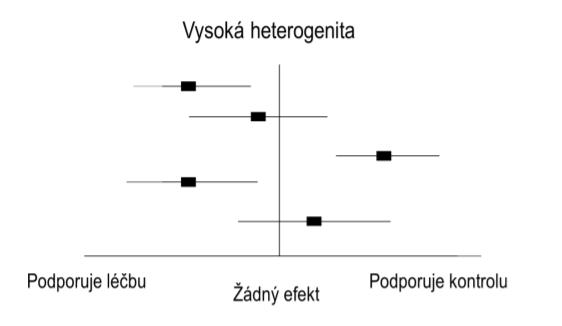 Vysoká heterogenita
Podporuje léčbu
Žádný efekt
Podporuje kontrolu